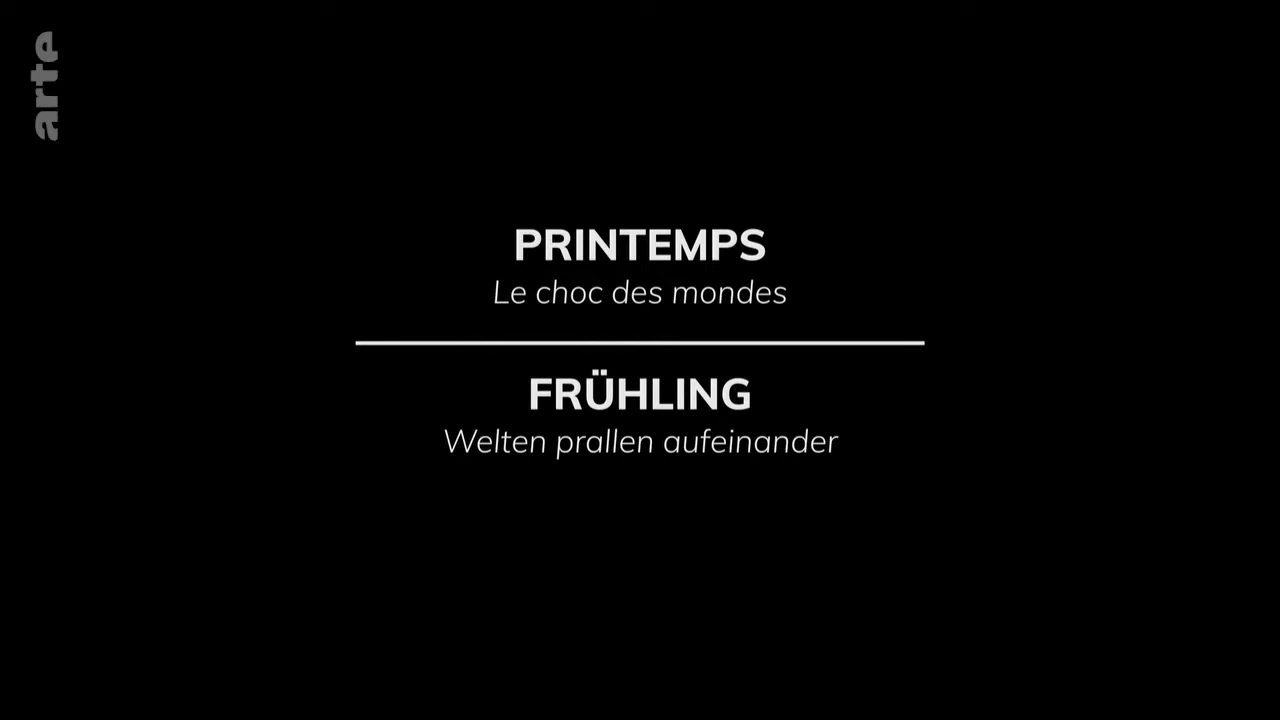 arte
PRINTEMPS
Le choc des mondes
FRÜHLING
Welten prallen aufeinander